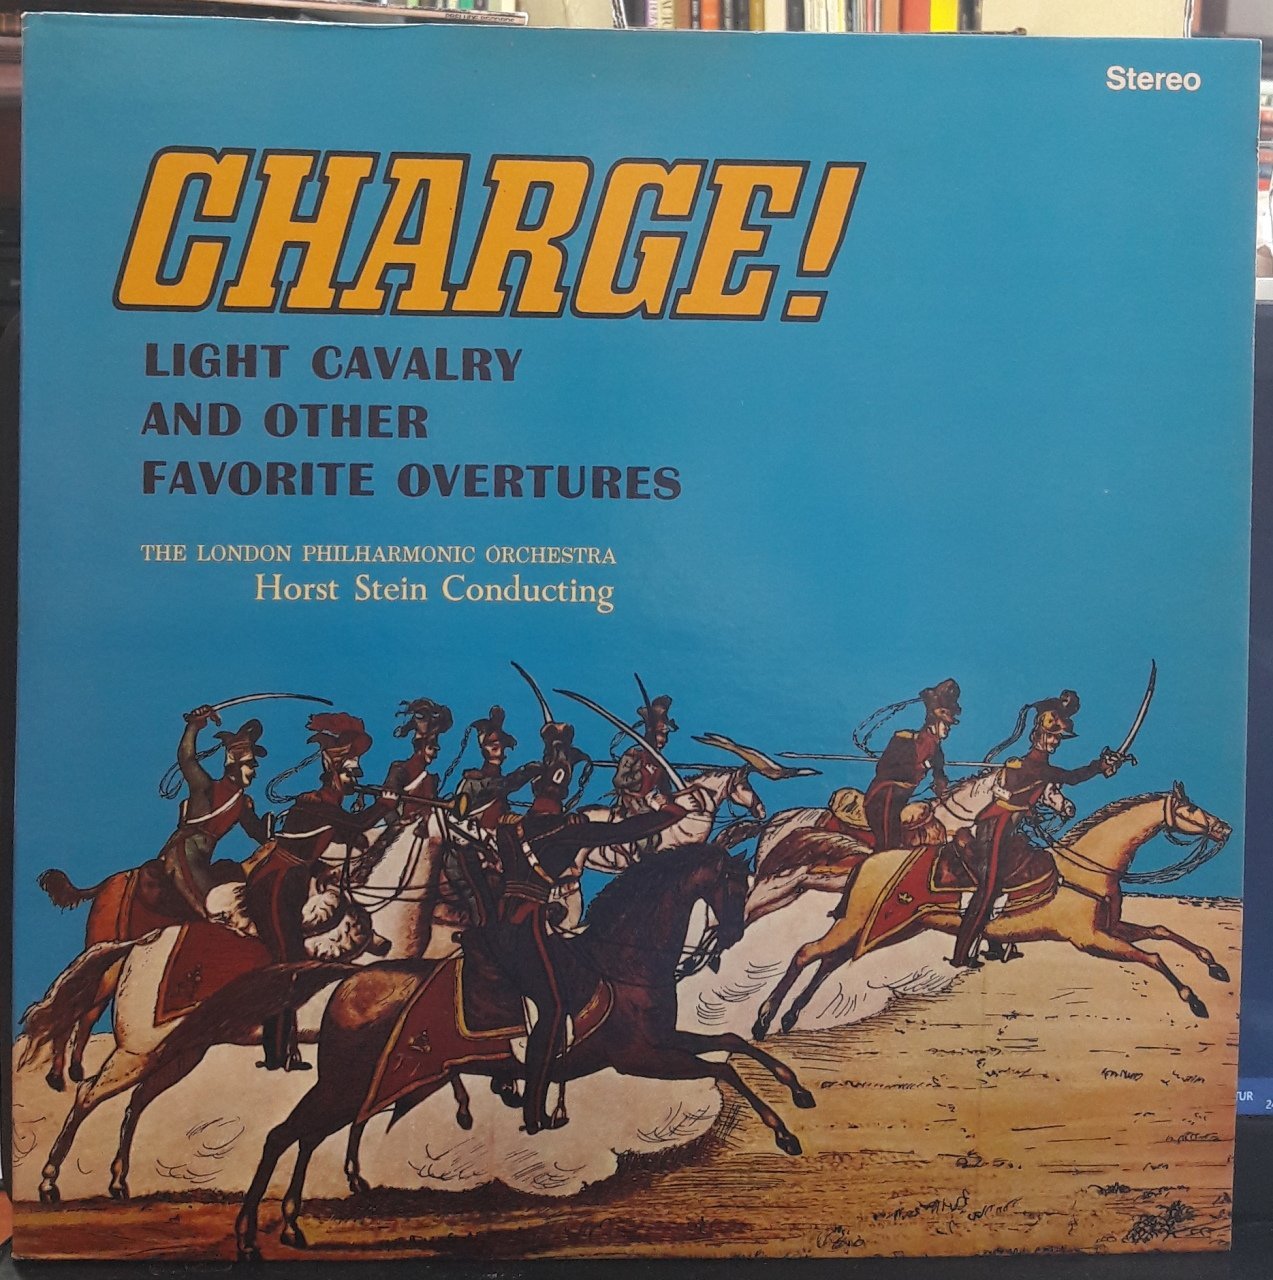 Stereo
CHARGE!
LIGHT CAVALRY
AND OTHER
FAVORITE OVERTURES
THE LONDON PHILHARMONIC ORCHESTRA
Horst Stein Conducting